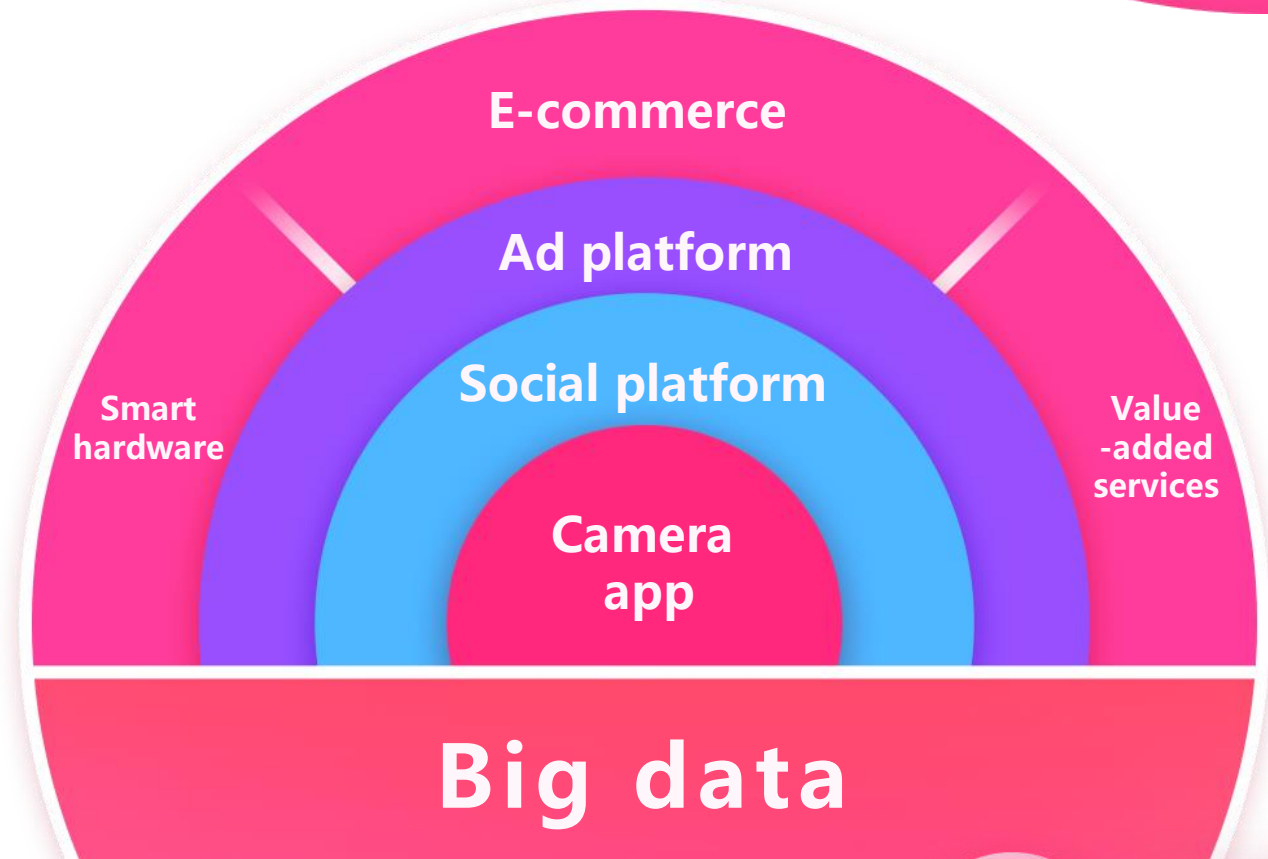 E-commerce
Ad platform
Social platform
Smart
hardware
Value
-added
services
Camera
app
Big data